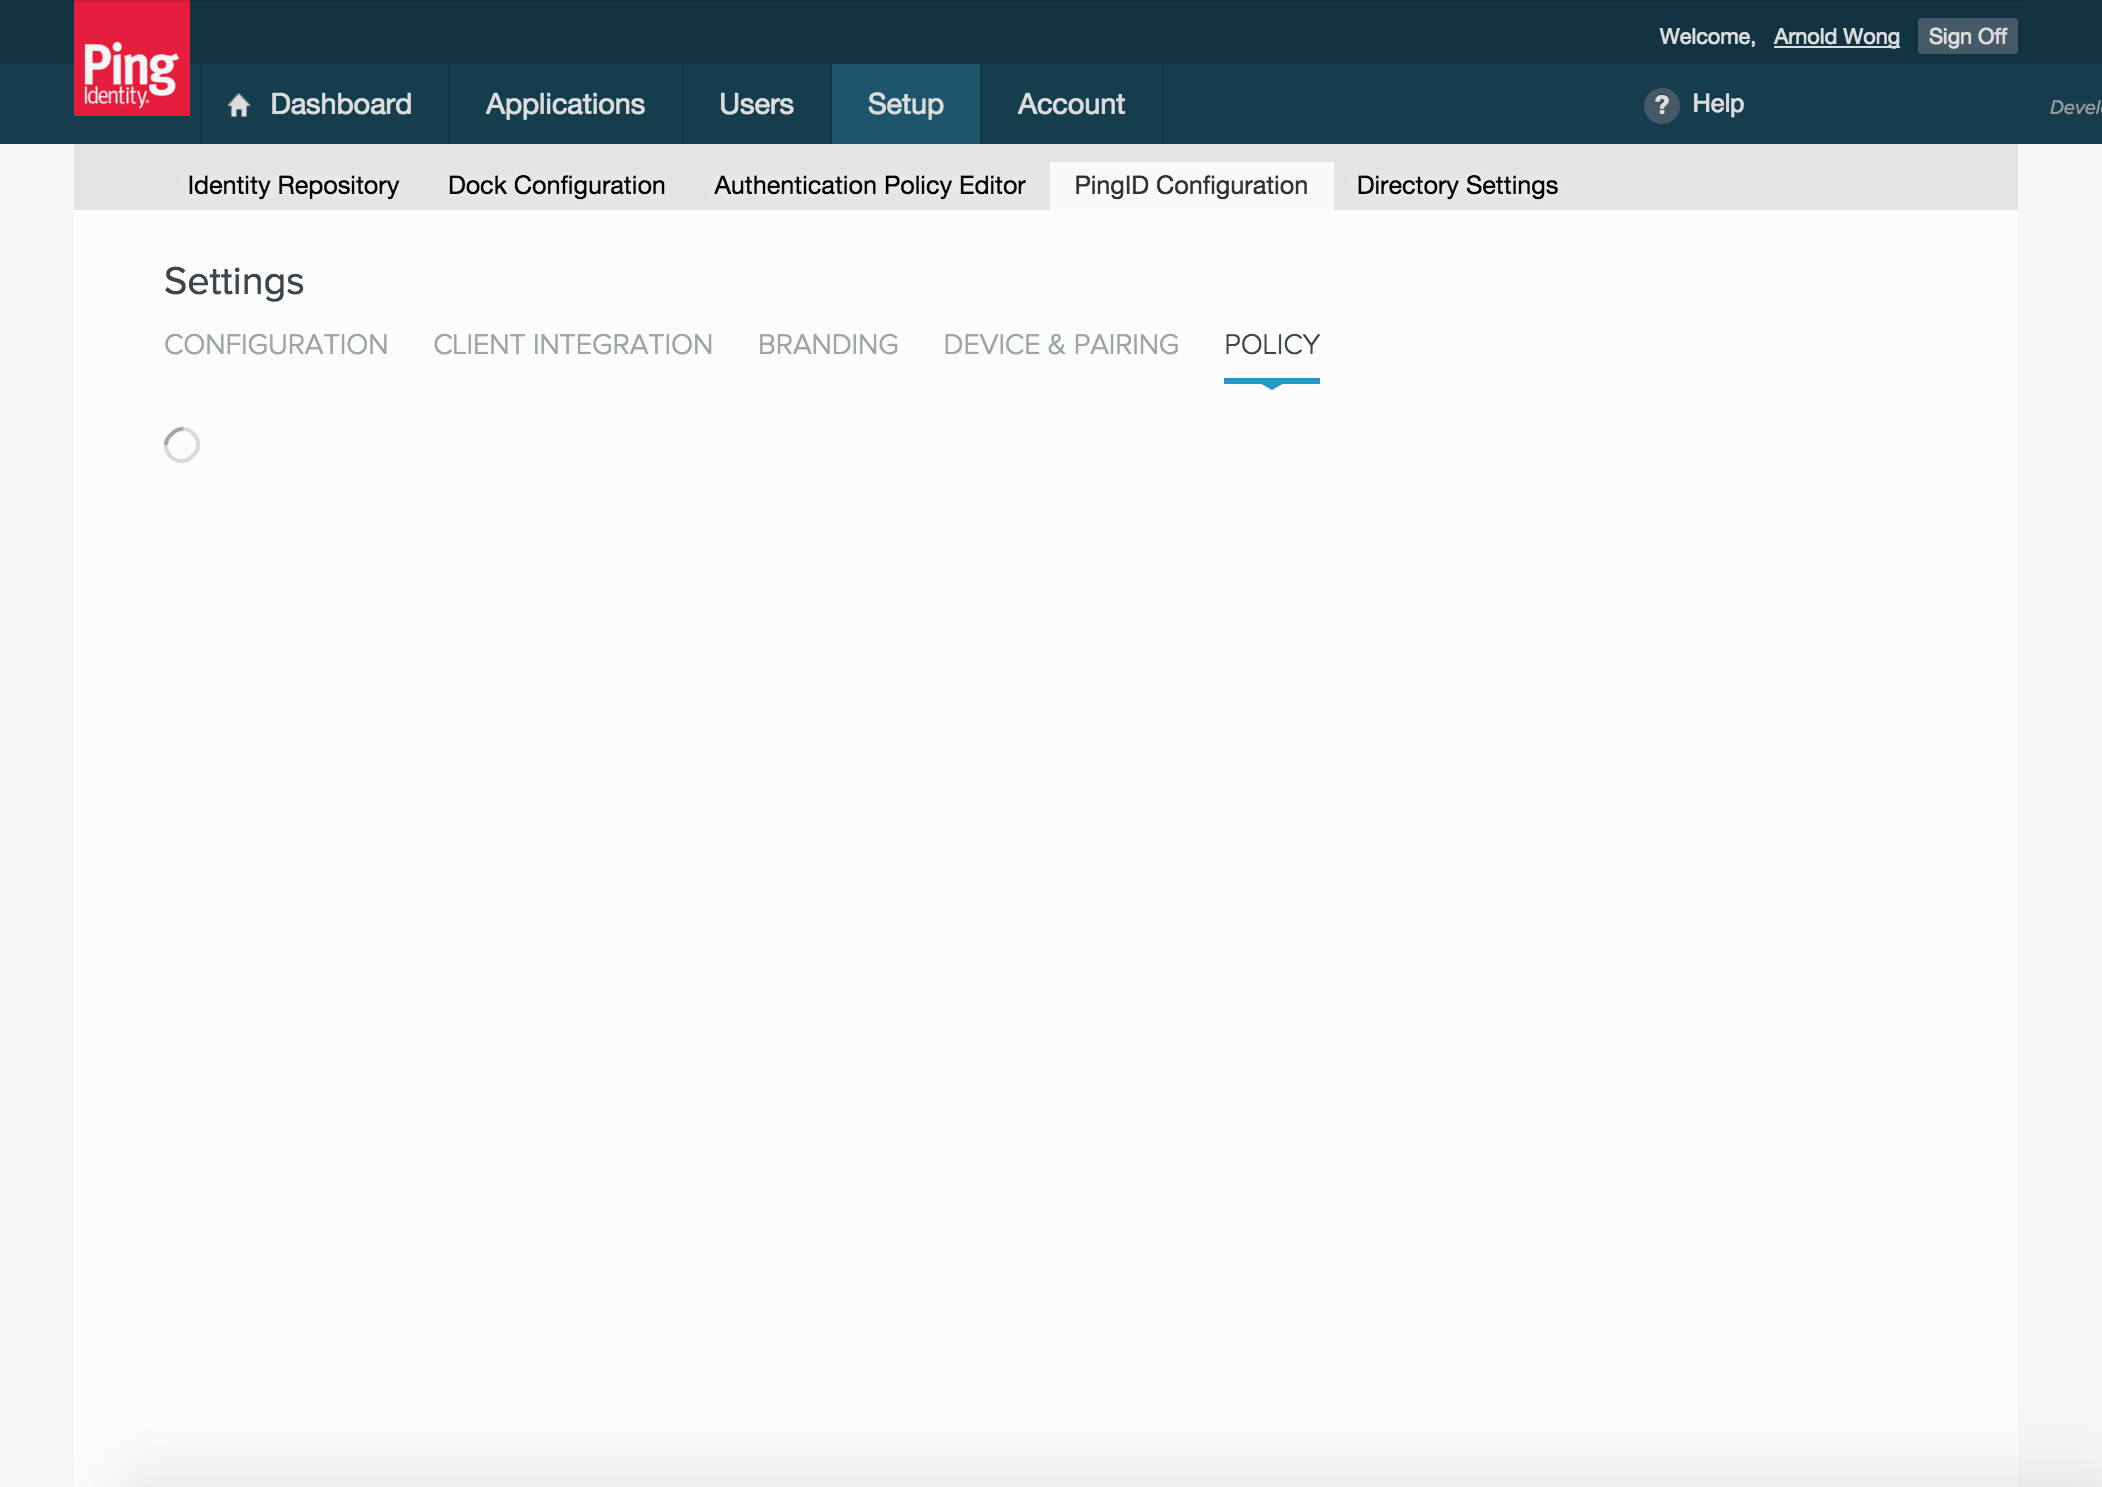 Welcome, Arnold Wong Sign Off
Ping
Identity.
Dashboard Applications Users Setup Account ? Help Devel
Identity Repository Dock Configuration Authentication Policy Editor PingID Configuration Directory Settings
Settings
CONFIGURATION CLIENT INTEGRATION BRANDING DEVICE & PAIRING POLICY